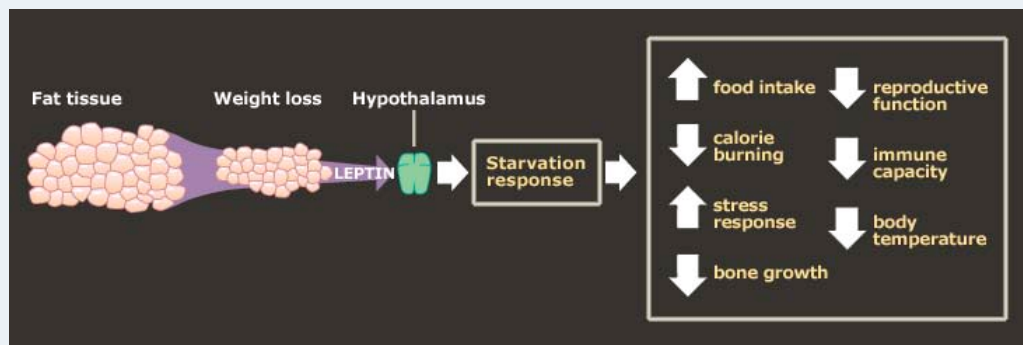 Fat tissue
Weight loss
Hypothalamus
LEPTIN
Starvation
response
food intake
calorie
burning
stress
response
bone growth
reproductive
function
immune
capacity
body
temperature